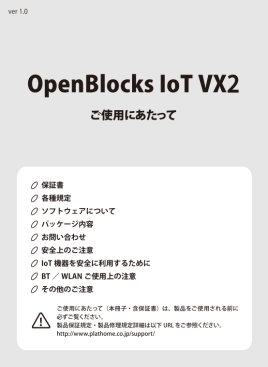 ver 1.0
OpenBlocks IoT VX2
ご使用にあたって
保証書
各種規定
ソフトウェアについて
パッケージ内容
お問い合わせ
安全上のご注意
IoT 機器を安全に利用するために
BT ／ WLAN ご使用上の注意
その他のご注意
ご使用にあたって（本冊子・含保証書）は、製品をご使用される前に
必ずご覧ください。
製品保証規定・製品修理規定詳細は以下 URL をご参照ください。
http://www.plathome.co.jp/support/